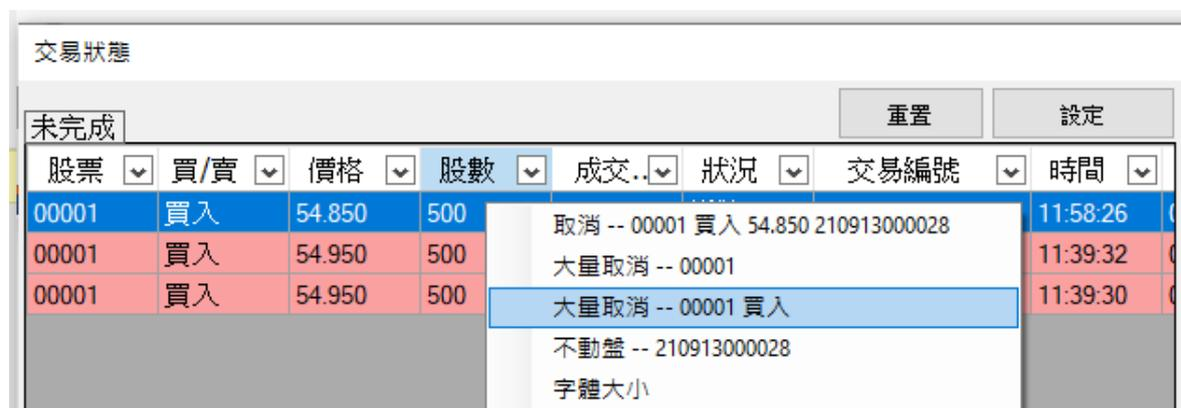 交易狀態
重置 設定
未完成
股票 買/賣 價格 股數 成交.. 狀況 交易編號 時間
00001 買入 54.850 500 11:58:26
取消 -- 00001 買入 54.850 210913000028
00001 買入 54.950 500 11:39:32
大量取消 -- 00001
00001 買入 54.950 500 11:39:30
大量取消 -- 00001 買入
不動盤 -- 210913000028
字體大小